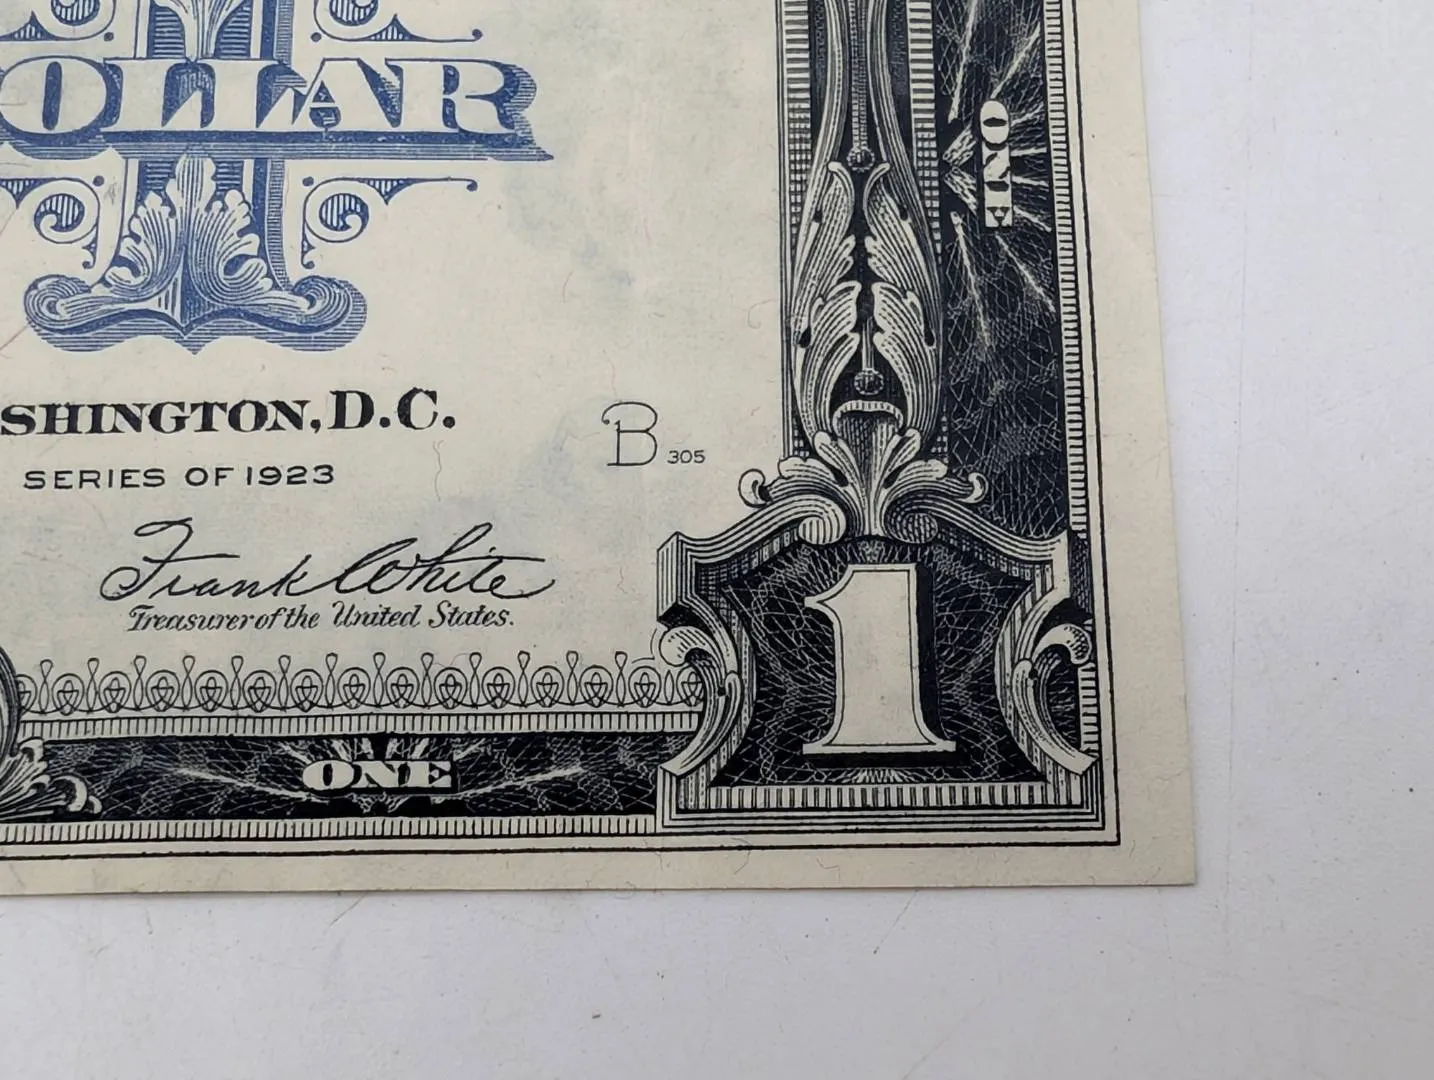 OLLAR
ONE
SHINGTON, D.C.
SERIES OF 1923
B 305
Frank White
Treasurer of the United States.
ONE
1